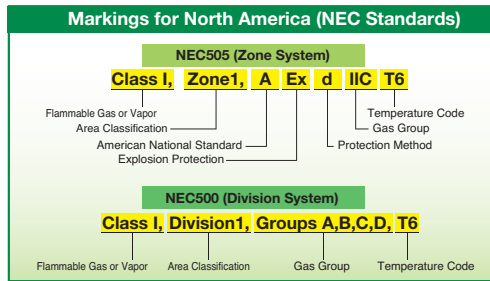 Markings for North America (NEC Standards)
NEC505 (Zone System)
Class I, Zone1, A Ex d IIC T6
Flammable Gas or Vapor Temperature Code
Area Classification Gas Group
American National Standard Protection Method
Explosion Protection
NEC500 (Division System)
Class I, Division1, Groups A,B,C,D, T6
Flammable Gas or Vapor Area Classification Gas Group Temperature Code